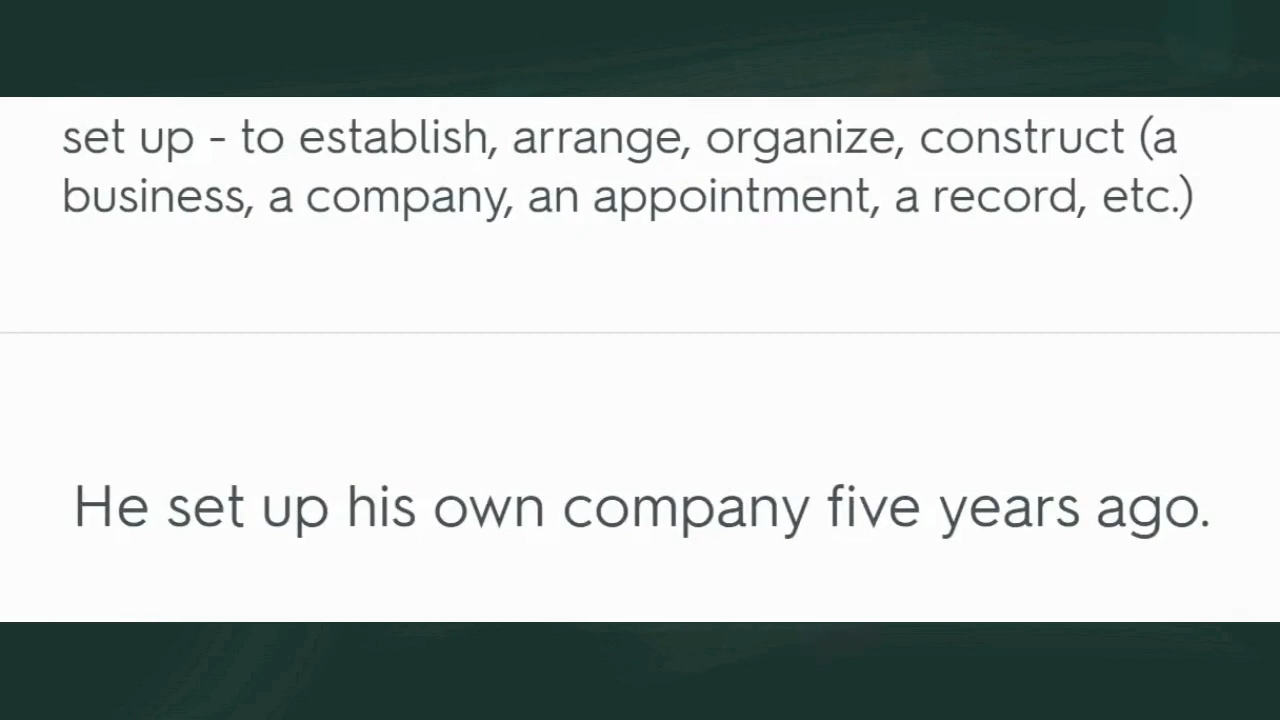 set up - to establish, arrange, organize, construct (a
business, a company, an appointment, a record, etc.)
He set up his own company five years ago.